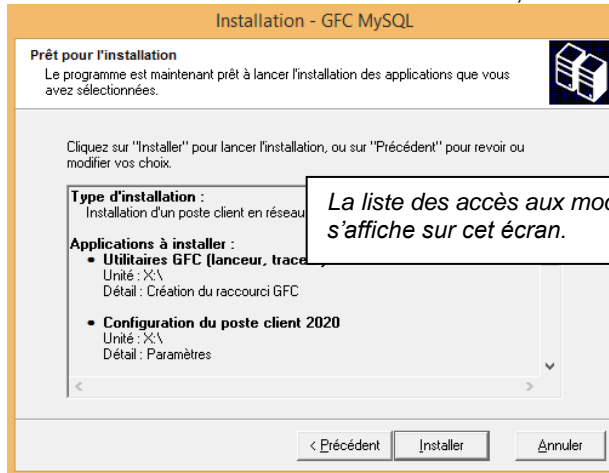 Installation - GFC MySQL
Prêt pour l'installation
Le programme est maintenant prêt à lancer l'installation des applications que vous
avez sélectionnées.
Cliquez sur "Installer" pour lancer l'installation, ou sur "Précédent" pour revoir ou
modifier vos choix.
Type d'installation :
Installation d'un poste client en réseau
La liste des accès aux
s'affiche sur cet écran.
Applications à installer :
• Utilitaires GFC (lanceur,
Unité : X:\
Détail : Création du raccourci GFC
• Configuration du poste client 2020
Unité : X:\
Détail : Paramètres
< Précédent
Installer
Annuler